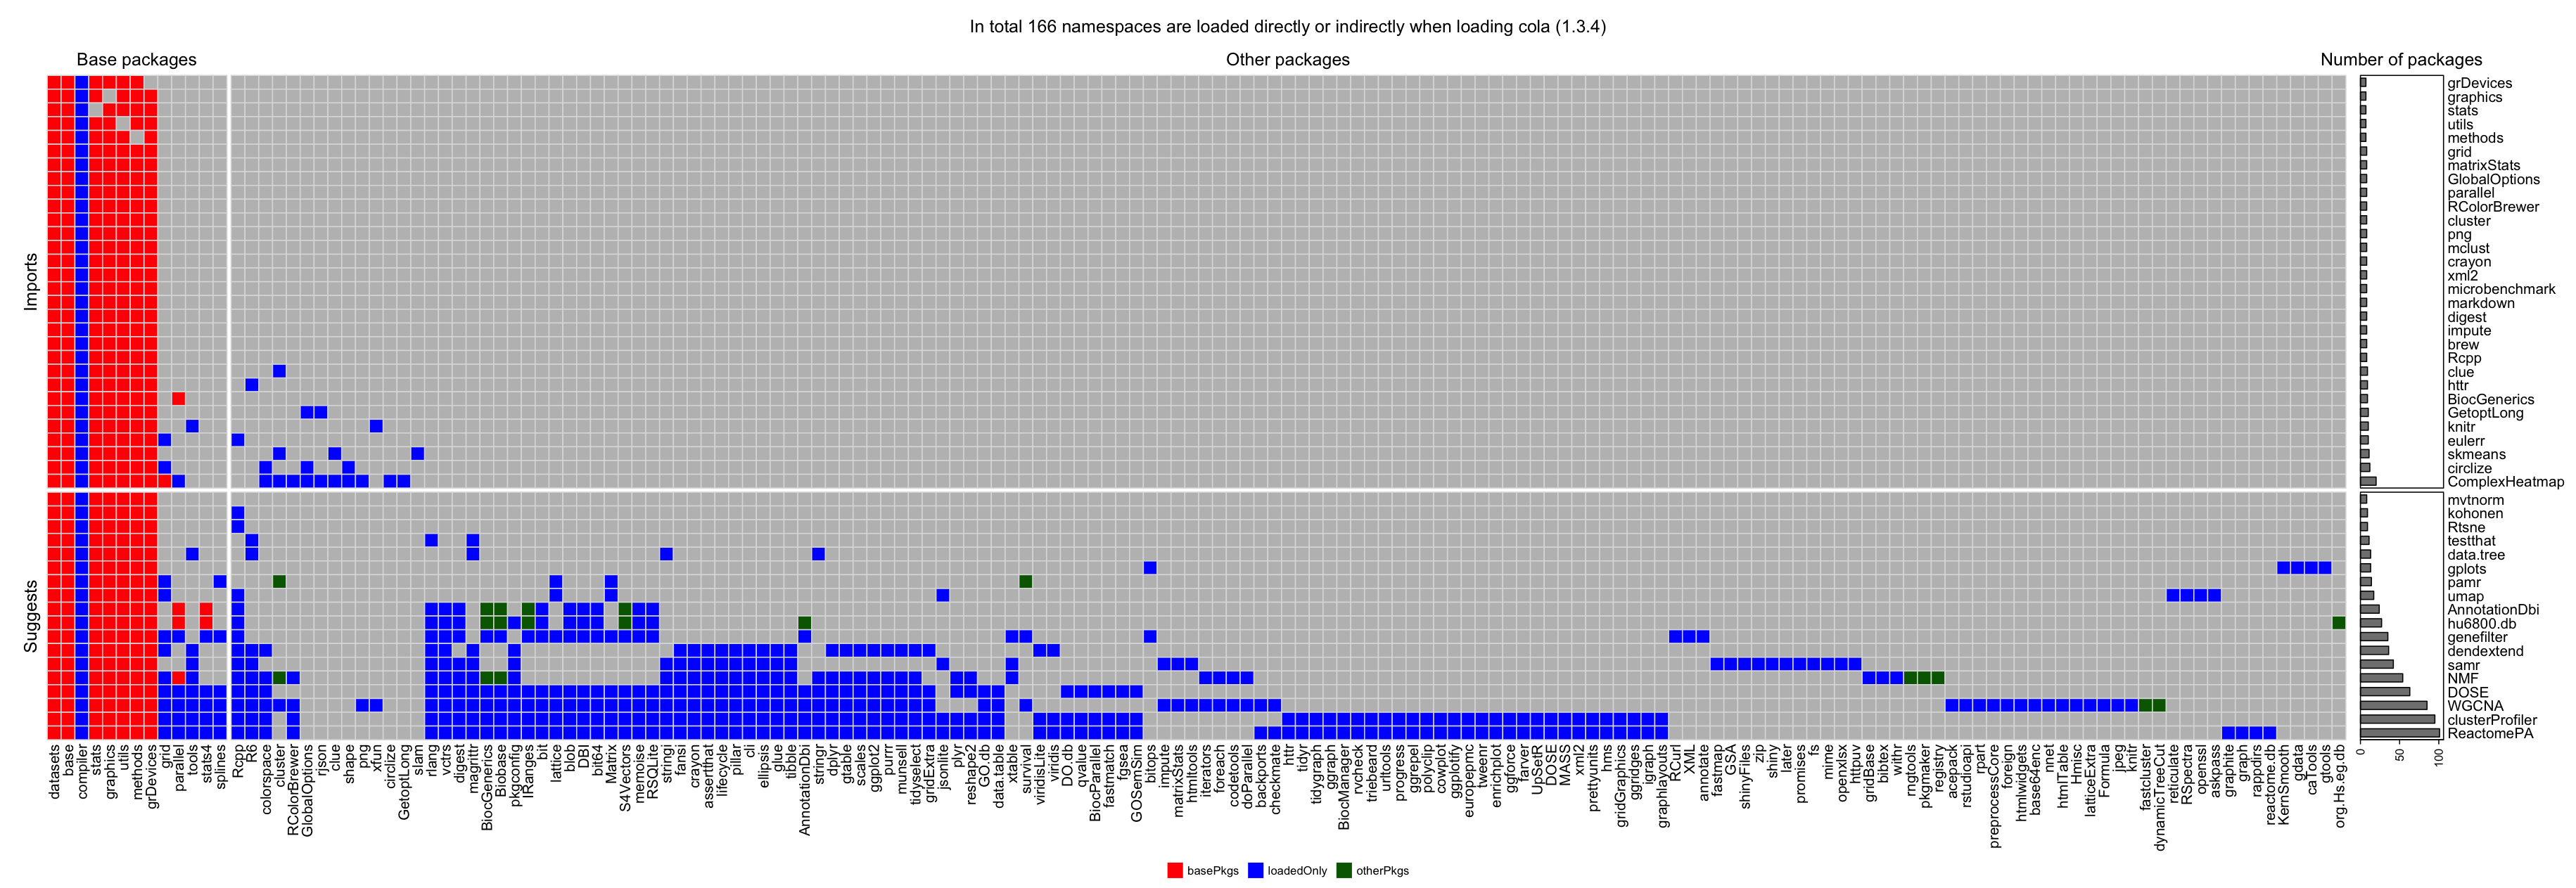 In total 166 namespaces are loaded directly or indirectly when loading cola (1.3.4)
Base packages
Other packages
Number of packages
Imports
grDevices
graphics
stats
utils
methods
grid
matrixStats
GlobalOptions
parallel
RColorBrewer
cluster
png
mclust
crayon
xml2
microbenchmark
markdown
digest
impute
brew
Rcpp
clue
httr
BiocGenerics
GetoptLong
knitr
eulerr
skmeans
circlize
ComplexHeatmap
Suggests
mvtnorm
kohonen
Rtsne
testthat
data.tree
gplots
pamr
umap
AnnotationDbi
hu6800.db
genefilter
dendextend
samr
NMF
DOSE
WGCNA
clusterProfiler
ReactomePA
datasets
base
compiler
stats
graphics
utils
methods
grDevices
grid
parallel
tools
stats4
splines
Rcpp
R6
colorspace
cluster
RColorBrewer
GlobalOptions
rjson
clue
shape
png
xfun
circlize
GetoptLong
slam
rlang
vctrs
digest
magrittr
BiocGenerics
Biobase
pkgconfig
IRanges
bit
lattice
blob
DBI
bit64
Matrix
S4Vectors
memoise
RSQLite
stringi
fansi
crayon
assertthat
lifecycle
pillar
cli
ellipsis
glue
tibble
AnnotationDbi
stringr
dplyr
gtable
scales
ggplot2
purrr
munsell
tidyselect
gridExtra
jsonlite
plyr
reshape2
GO.db
data.table
xtable
survival
viridisLite
viridis
DO.db
qvalue
BiocParallel
fastmatch
fgsea
GOSemSim
bitops
impute
matrixStats
htmltools
iterators
foreach
codetools
doParallel
backports
checkmate
httr
tidyr
tidygraph
ggraph
BiocManager
rvcheck
triebeard
urltools
progress
ggrepel
polyclip
cowplot
ggplotify
europepmc
tweenr
enrichplot
ggforce
farver
UpSetR
DOSE
MASS
xml2
prettyunits
hms
gridGraphics
ggridges
igraph
graphlayouts
RCurl
XML
annotate
fastmap
GSA
shinyFiles
zip
shiny
later
promises
fs
mime
openxlsx
httpuv
gridBase
bibtex
withr
rngtools
pkgmaker
registry
acepack
rstudioapi
rpart
preprocessCore
foreign
htmlwidgets
base64enc
nnet
htmlTable
Hmisc
latticeExtra
Formula
jpeg
knitr
fastcluster
dynamicTreeCut
reticulate
RSpectra
openssl
askpass
graphite
graph
rappdirs
reactome.db
KernSmooth
gdata
caTools
gtools
org.Hs.eg.db
0
50
100
basePkgs
loadedOnly
otherPkgs